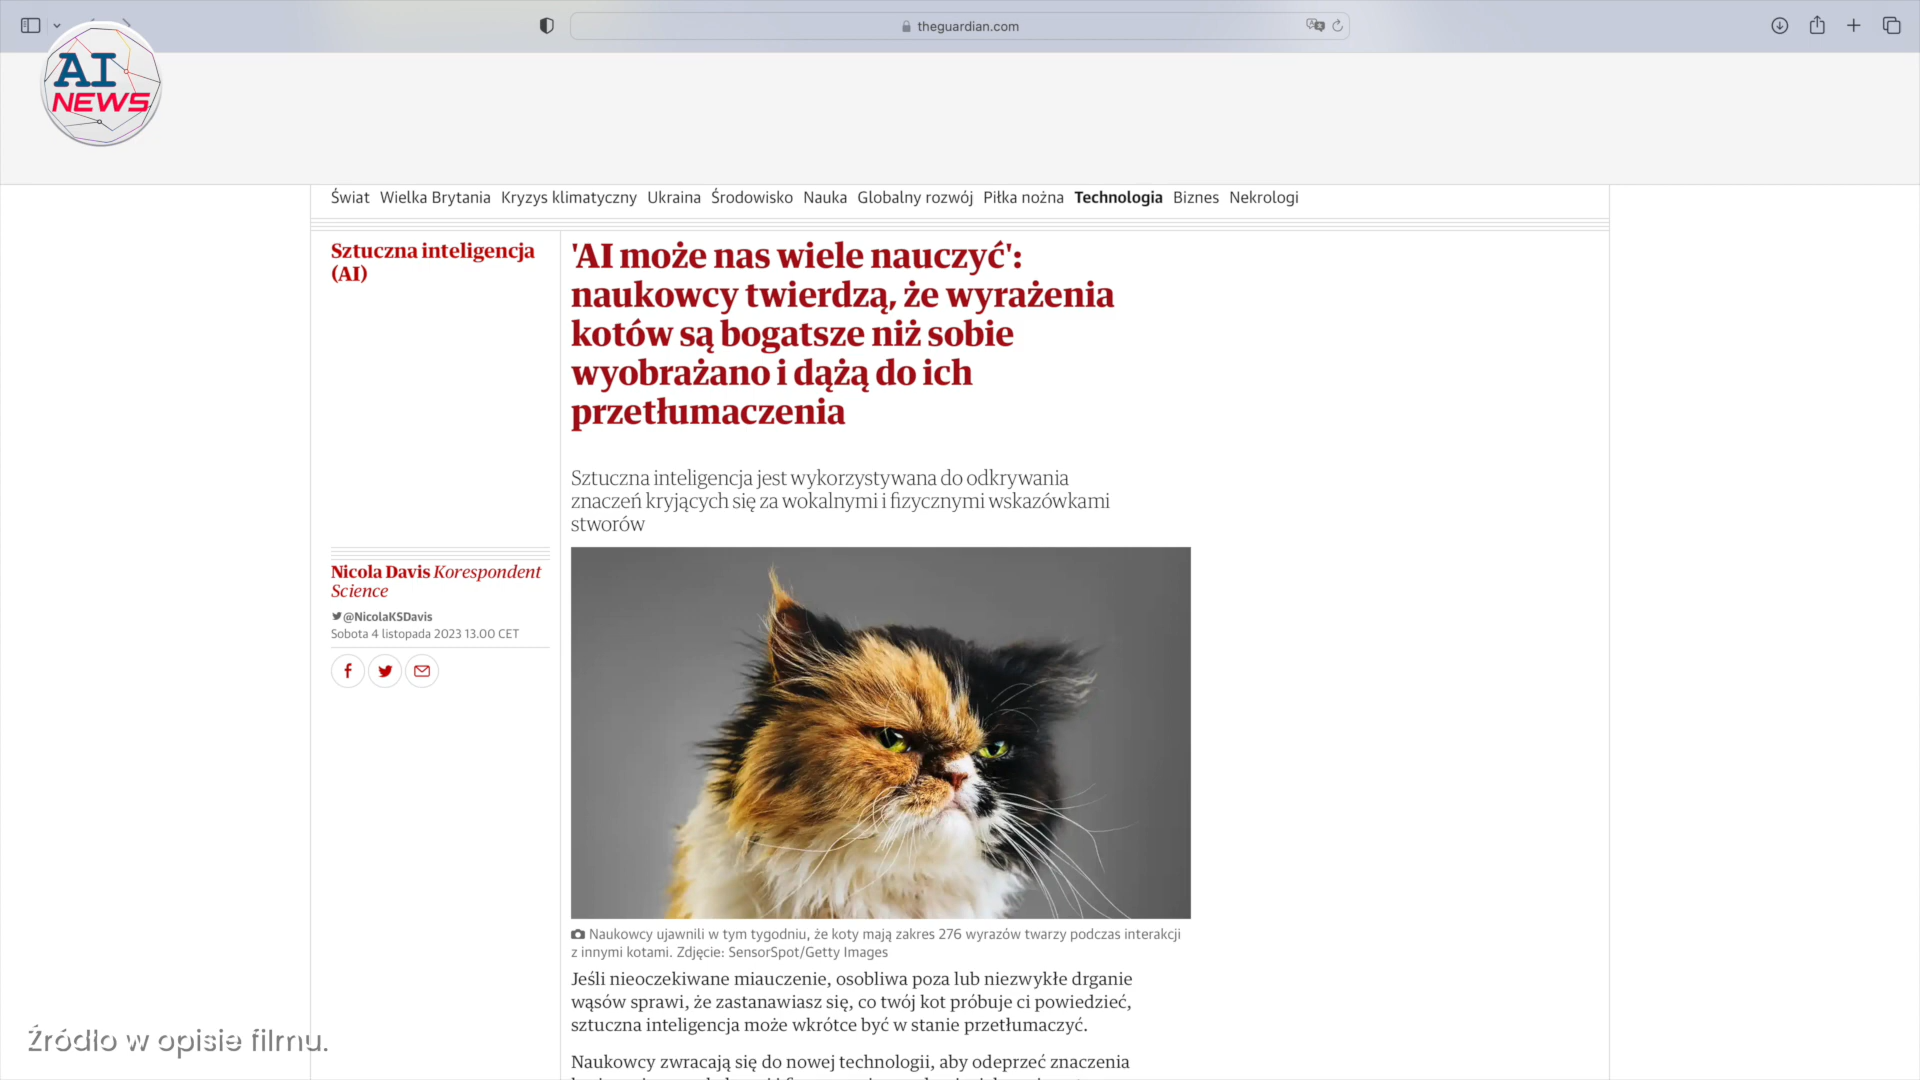 theguardian.com
AI
NEWS
Świat Wielka Brytania Kryzys klimatyczny Ukraina Środowisko Nauka Globalny rozwój Piłka nożna Technologia Biznes Nekrologi
Sztuczna inteligencja
(AI)
'AI może nas wiele nauczyć':
naukowcy twierdzą, że wyrażenia
kotów są bogatsze niż sobie
wyobrażano i dążą do ich
przetłumaczenia
Sztuczna inteligencja jest wykorzystywana do odkrywania
znaczeń kryjących się za wokalnymi i fizycznymi wskazówkami
stworów
Nicola Davis Korespondent
Science
@NicolaKSDavis
Sobota 4 listopada 2023 13.00 CET
Naukowcy ujawnili w tym tygodniu, że koty mają zakres 276 wyrazów twarzy podczas interakcji
z innymi kotami. Zdjęcie: SensorSpot/Getty Images
Jeśli nieoczekiwane miauczenie, osobliwa poza lub niezwykłe drganie
wąsów sprawi, że zastanawiasz się, co twój kot próbuje ci powiedzieć,
sztuczna inteligencja może wkrótce być w stanie przetłumaczyć.
Naukowcy zwracają się do nowej technologii, aby odeprzeć znaczenia
Źródło w opisie filmu.